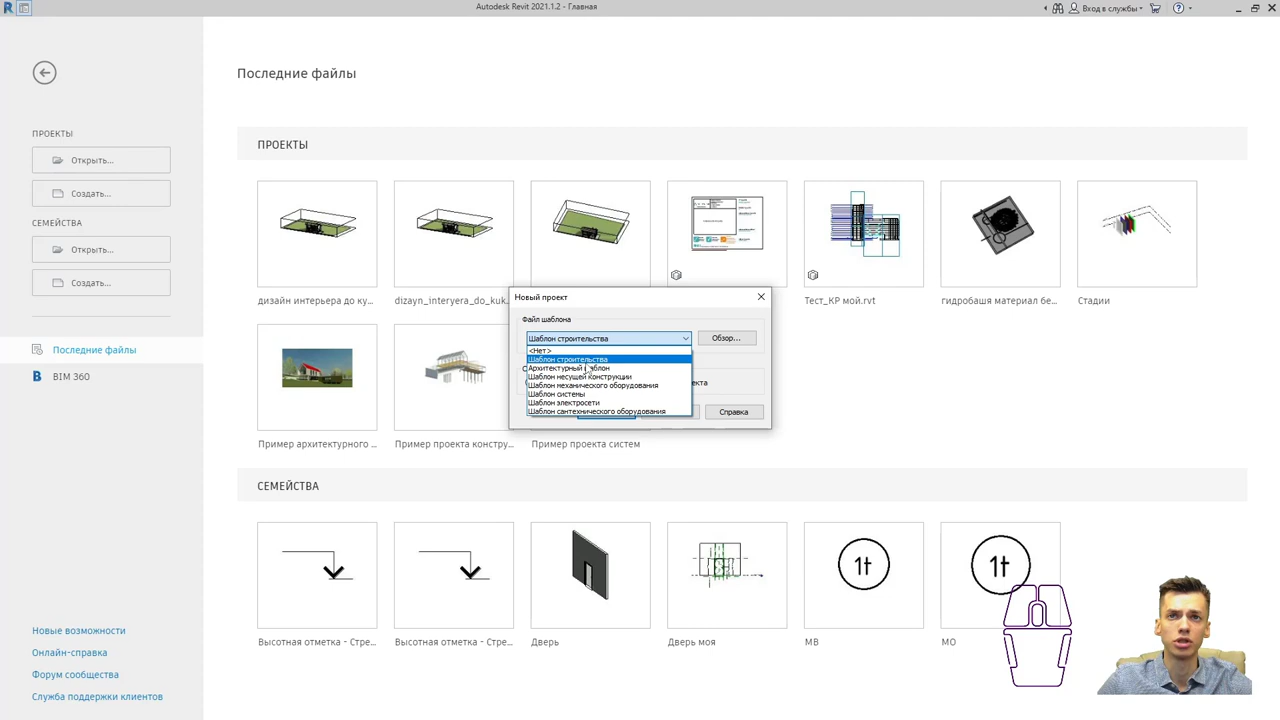 Autodesk Revit 2021.1.2 - Главная
Вход в службы
Последние файлы
ПРОЕКТЫ
Открыть...
Создать...
СЕМЕЙСТВА
Открыть...
Создать...
Последние файлы
BIM 360
Новые возможности
Онлайн-справка
Форум сообщества
Служба поддержки клиентов
ПРОЕКТЫ
дизайн интерьера до ку...
dizayn_interyera_do_kuk...
Тест_КР мой.rvt
гидробашя материал бе...
Стадии
Новый проект
Файл шаблона
Шаблон строительства
Обзор...
<Нет>
Шаблон строительства
Архитектурный шаблон
Шаблон несущей конструкции
Шаблон механического оборудования
Шаблон системы
Шаблон электросети
Шаблон сантехнического оборудования
Справка
Пример архитектурного ...
Пример проекта констру...
Пример проекта систем
СЕМЕЙСТВА
1t
1t
Высотная отметка - Стре...
Высотная отметка - Стре...
Дверь
Дверь моя
МВ
МО